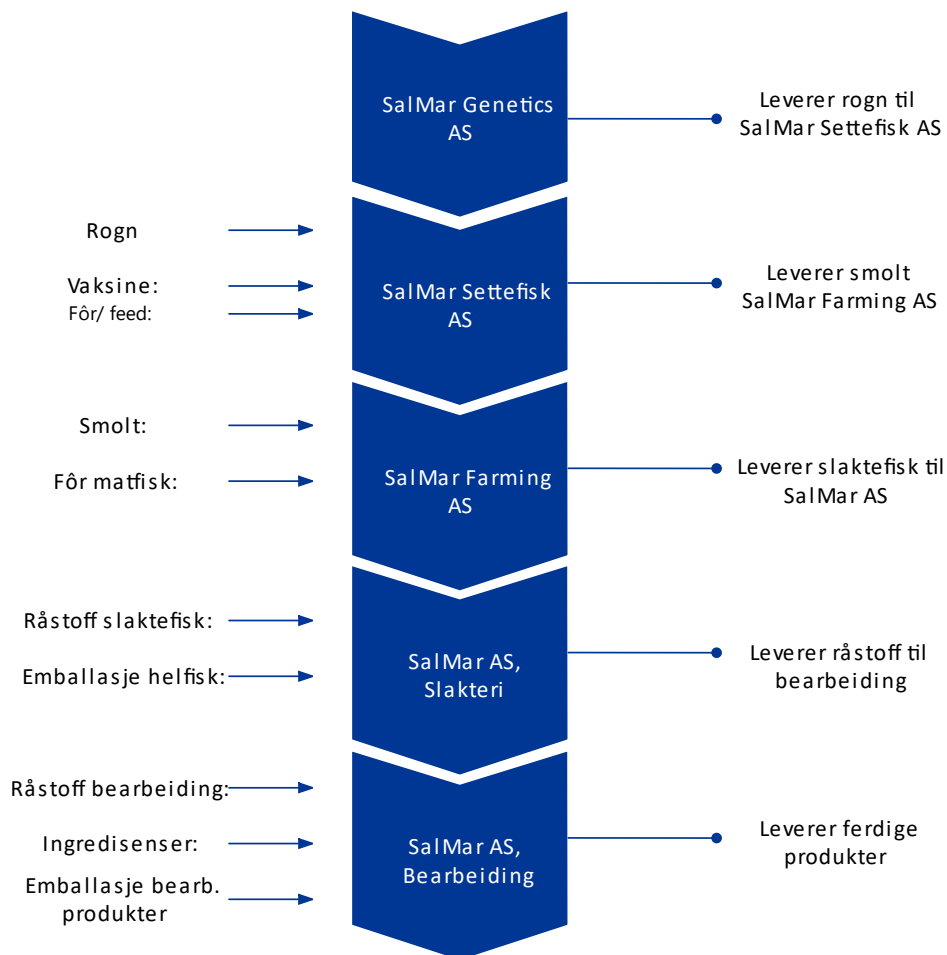 SalMar Genetics
AS
Leverer rogn til
SalMar Settefisk AS
Rogn
Vaksine:
Fôr/ feed:
SalMar Settefisk
AS
Leverer smolt
SalMar Farming AS
Smolt:
Fôr matfisk:
SalMar Farming
AS
Leverer slaktefisk til
SalMar AS
Råstoff slaktefisk:
Emballasje helfisk:
SalMar AS,
Slakteri
Leverer råstoff til
bearbeiding
Råstoff bearbeiding:
Ingredisenser:
Emballasje bearb.
produkter
SalMar AS,
Bearbeiding
Leverer ferdige
produkter